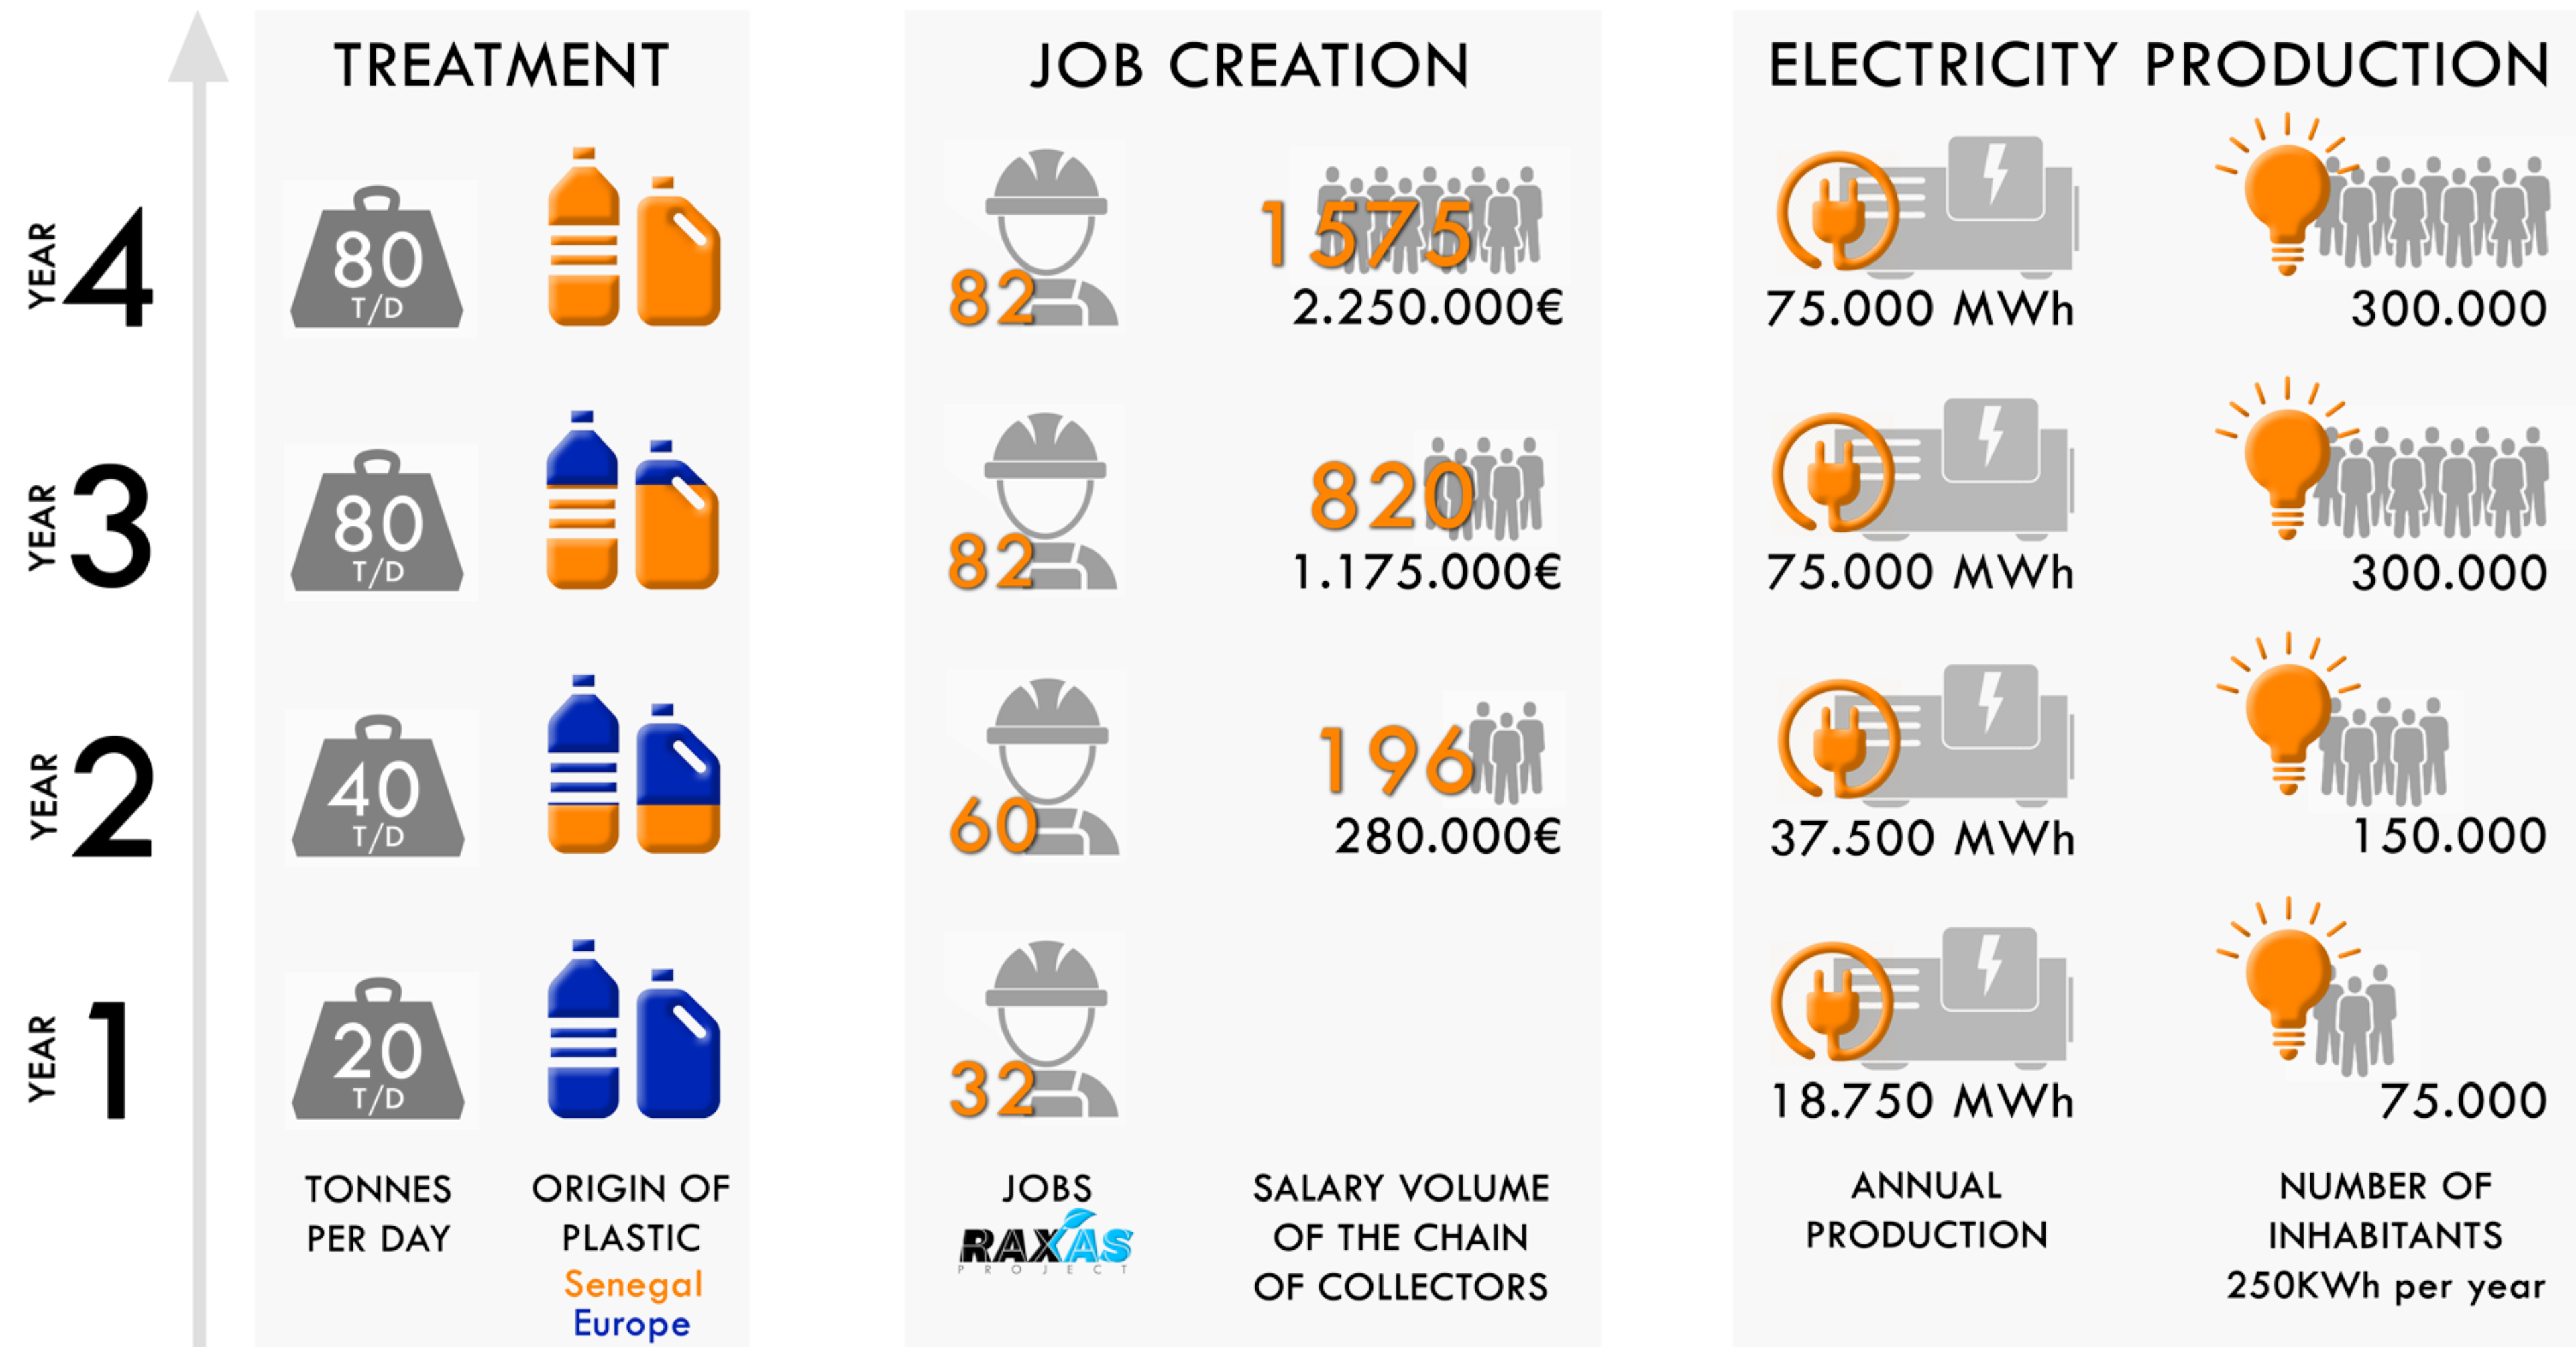 TREATMENT
JOB CREATION
ELECTRICITY PRODUCTION
YEAR 4
80
T/D
82
1575
2.250.000€
75.000 MWh
300.000
YEAR 3
80
T/D
82
820
1.175.000€
75.000 MWh
300.000
YEAR 2
40
T/D
60
196
280.000€
37.500 MWh
150.000
YEAR 1
20
T/D
32
18.750 MWh
75.000
TONNES
PER DAY
ORIGIN OF
PLASTIC
Senegal
Europe
JOBS
RAXAS
PROJECT
SALARY VOLUME
OF THE CHAIN
OF COLLECTORS
ANNUAL
PRODUCTION
NUMBER OF
INHABITANTS
250KWh per year